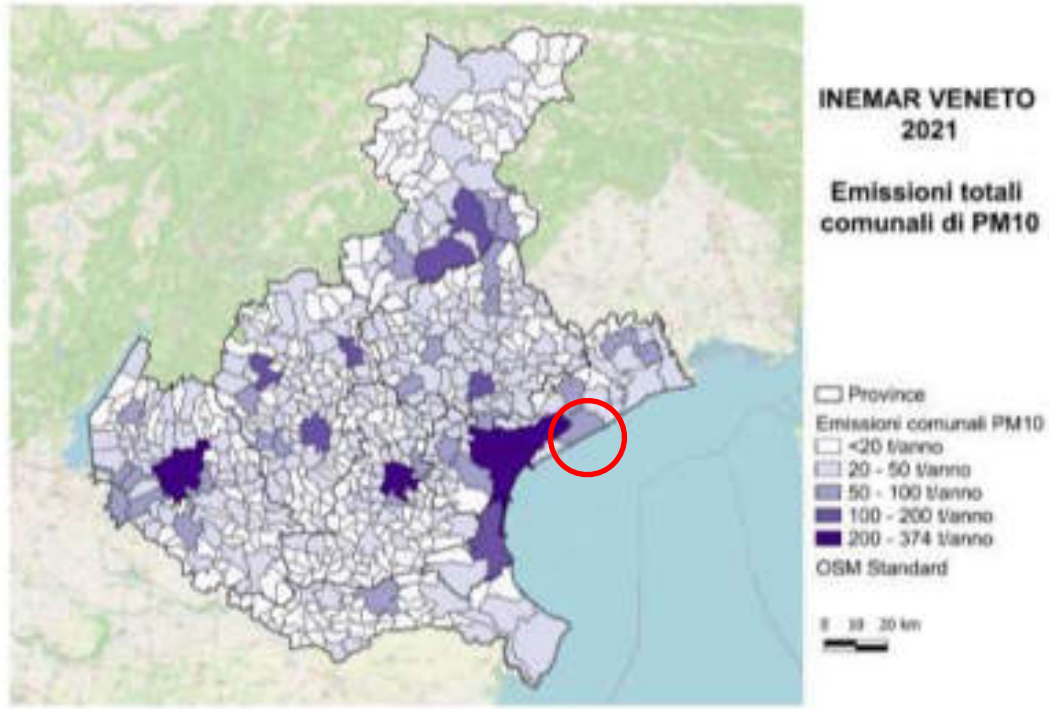 INEMAR VENETO
2021
Emissioni totali
comunali di PM10
Province
Emissioni comunali PM10
<20 t/anno
20 - 50 t/anno
50 - 100 t/anno
100 - 200 t/anno
200 - 374 t/anno
OSM Standard
0 10 20 km